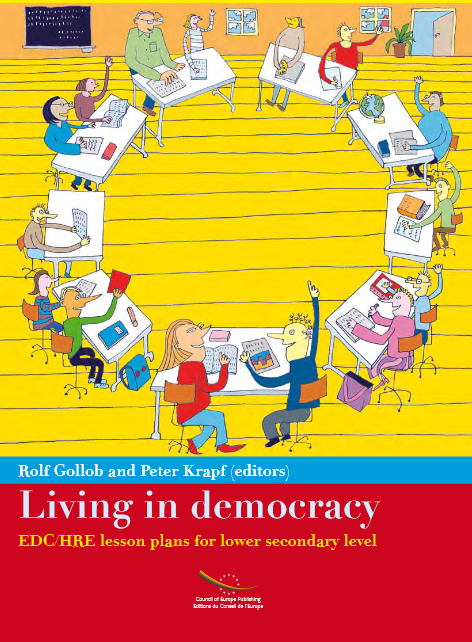 Rolf Gollob and Peter Krapf (editors)
Living in democracy
EDC/HRE lesson plans for lower secondary level
Council of Europe Publishing
Editions du Conseil de l'Europe